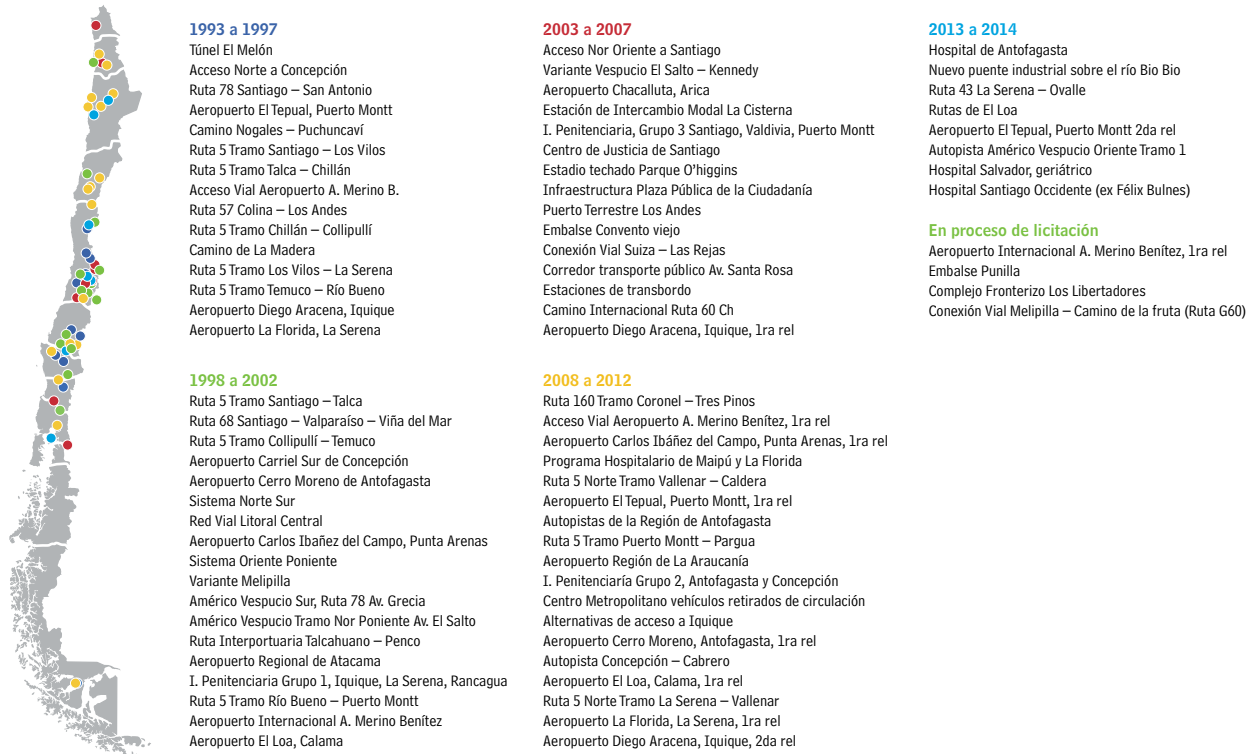 1993 a 1997
Túnel El Melón
Acceso Norte a Concepción
Ruta 78 Santiago – San Antonio
Aeropuerto El Tepual, Puerto Montt
Camino Nogales – Puchuncaví
Ruta 5 Tramo Santiago – Los Vilos
Ruta 5 Tramo Talca – Chillán
Acceso Vial Aeropuerto A. Merino B.
Ruta 57 Colina – Los Andes
Ruta 5 Tramo Chillán – Collipullí
Camino de La Madera
Ruta 5 Tramo Los Vilos – La Serena
Ruta 5 Tramo Temuco – Río Bueno
Aeropuerto Diego Aracena, Iquique
Aeropuerto La Florida, La Serena
1998 a 2002
Ruta 5 Tramo Santiago – Talca
Ruta 68 Santiago – Valparaíso – Viña del Mar
Ruta 5 Tramo Collipullí – Temuco
Aeropuerto Carriel Sur de Concepción
Aeropuerto Cerro Moreno de Antofagasta
Sistema Norte Sur
Red Vial Litoral Central
Aeropuerto Carlos Ibañez del Campo, Punta Arenas
Sistema Oriente Poniente
Variante Melipilla
Américo Vespucio Sur, Ruta 78 Av. Grecia
Américo Vespucio Tramo Nor Poniente Av. El Salto
Ruta Interportuaria Talcahuano – Penco
Aeropuerto Regional de Atacama
I. Penitenciaria Grupo 1, Iquique, La Serena, Rancagua
Ruta 5 Tramo Río Bueno – Puerto Montt
Aeropuerto Internacional A. Merino Benítez
Aeropuerto El Loa, Calama
2003 a 2007
Acceso Nor Oriente a Santiago
Variante Vespucio El Salto – Kennedy
Aeropuerto Chacalluta, Arica
Estación de Intercambio Modal La Cisterna
I. Penitenciaria, Grupo 3 Santiago, Valdivia, Puerto Montt
Centro de Justicia de Santiago
Estadio techado Parque O'higgins
Infraestructura Plaza Pública de la Ciudadanía
Puerto Terrestre Los Andes
Embalse Convento viejo
Conexión Vial Suiza – Las Rejas
Corredor transporte público Av. Santa Rosa
Estaciones de transbordo
Camino Internacional Ruta 60 Ch
Aeropuerto Diego Aracena, Iquique, 1ra rel
2008 a 2012
Ruta 160 Tramo Coronel – Tres Pinos
Acceso Vial Aeropuerto A. Merino Benítez, 1ra rel
Aeropuerto Carlos Ibáñez del Campo, Punta Arenas, 1ra rel
Programa Hospitalario de Maipú y La Florida
Ruta 5 Norte Tramo Vallenar – Caldera
Aeropuerto El Tepual, Puerto Montt, 1ra rel
Autopistas de la Región de Antofagasta
Ruta 5 Tramo Puerto Montt – Pargua
Aeropuerto Región de La Araucanía
I. Penitenciaría Grupo 2, Antofagasta y Concepción
Centro Metropolitano vehículos retirados de circulación
Alternativas de acceso a Iquique
Aeropuerto Cerro Moreno, Antofagasta, 1ra rel
Autopista Concepción – Cabrero
Aeropuerto El Loa, Calama, 1ra rel
Ruta 5 Norte Tramo La Serena – Vallenar
Aeropuerto La Florida, La Serena, 1ra rel
Aeropuerto Diego Aracena, Iquique, 2da rel
2013 a 2014
Hospital de Antofagasta
Nuevo puente industrial sobre el río Bio Bio
Ruta 43 La Serena – Ovalle
Rutas de El Loa
Aeropuerto El Tepual, Puerto Montt 2da rel
Autopista Américo Vespucio Oriente Tramo 1
Hospital Salvador, geriátrico
Hospital Santiago Occidente (ex Félix Bulnes)
En proceso de licitación
Aeropuerto Internacional A. Merino Benítez, 1ra rel
Embalse Punilla
Complejo Fronterizo Los Libertadores
Conexión Vial Melipilla – Camino de la fruta (Ruta G60)